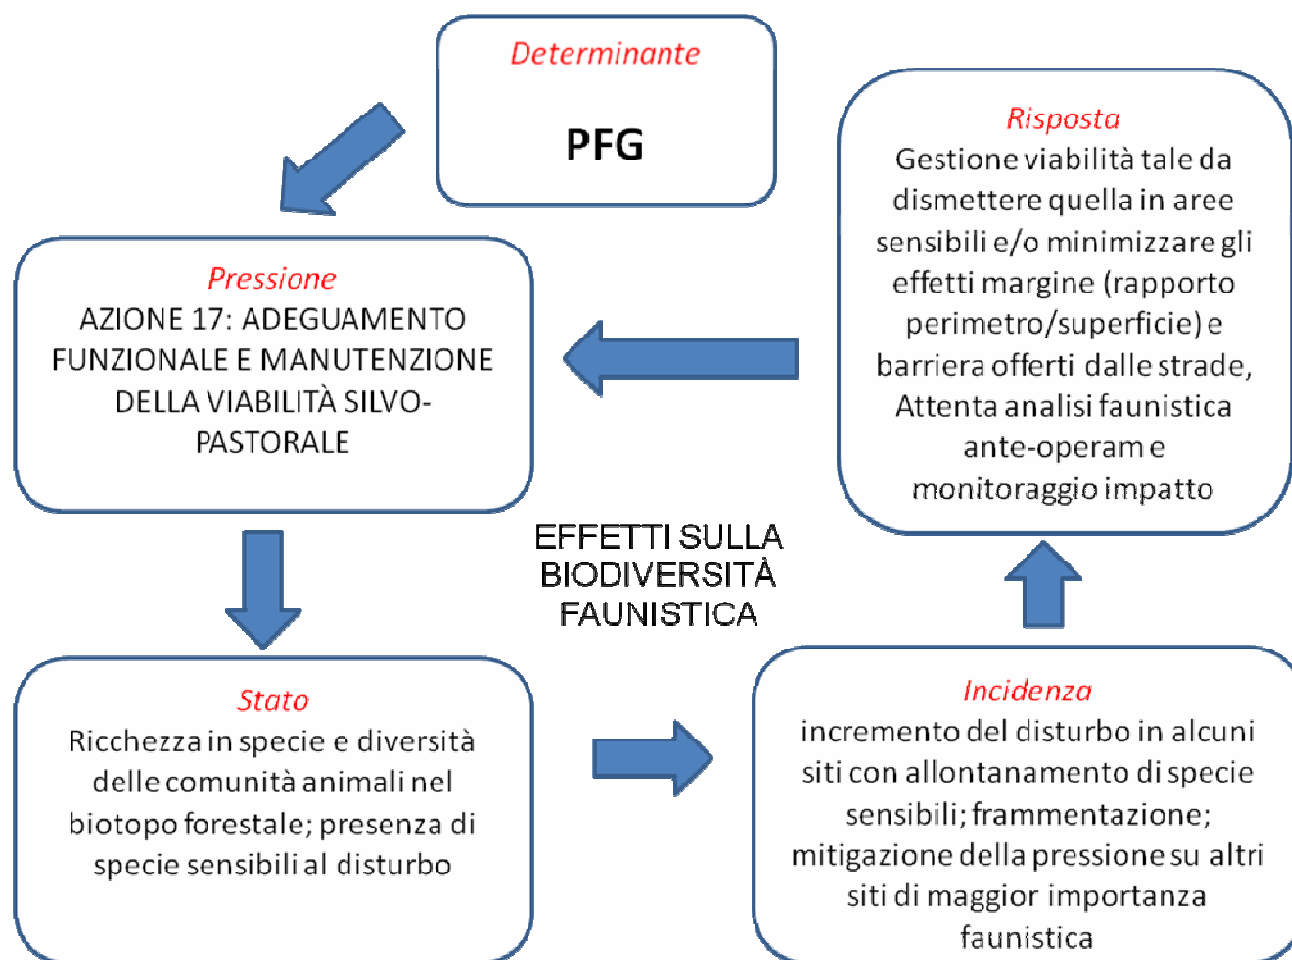 Determinante
PFG
Pressione
AZIONE 17: ADEGUAMENTO
FUNZIONALE E MANUTENZIONE
DELLA VIABILITÀ SILVO-
PASTORALE
Stato
Ricchezza in specie e diversità
delle comunità animali nel
biotopo forestale; presenza di
specie sensibili al disturbo
Incidenza
incremento del disturbo in alcuni
siti con allontanamento di specie
sensibili; frammentazione;
mitigazione della pressione su altri
siti di maggior importanza
faunistica
Risposta
Gestione viabilità tale da
dismettere quella in aree
sensibili e/o minimizzare gli
effetti margine (rapporto
perimetro/superficie) e
barriera offerti dalle strade,
Attenta analisi faunistica
ante-operam e
monitoraggio impatto
EFFETTI SULLA
BIODIVERSITÀ
FAUNISTICA